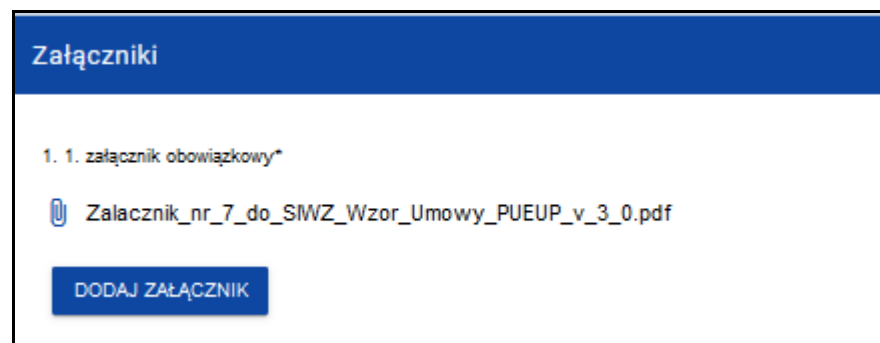 Załączniki
1. 1. załącznik obowiązkowy*
Zalacznik_nr_7_do_SIWZ_Wzor_Umowy_PUEUP_v_3_0.pdf
DODAJ ZAŁĄCZNIK